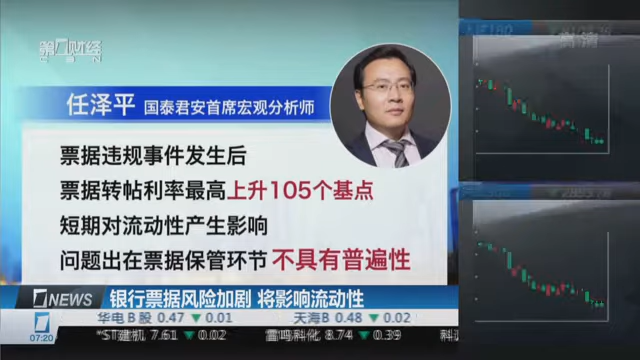 第一财经
任泽平 国泰君安首席宏观分析师
票据违规事件发生后
票据转帖利率最高上升105个基点
短期对流动性产生影响
问题出在票据保管环节 不具有普遍性
NEWS
银行票据风险加剧 将影响流动性
07:20
华电B股 0.47 ▼0.01 天海B 0.48 ▼0.02
*ST建机 7.61 ▼0.02 雷鸣科化 8.74 ▼0.39